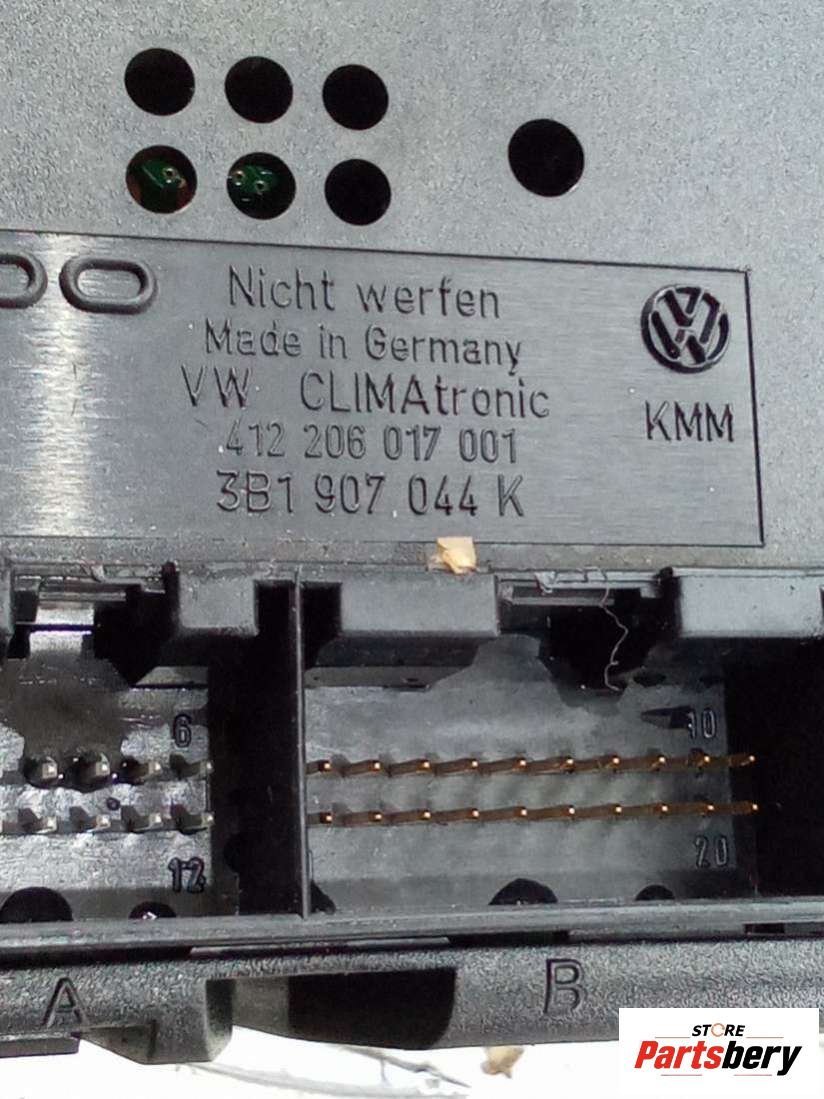 Nicht werfen
Made in Germany
VW CLIMAtronic
412 206 017 001
3B1 907 044 K
KMM
6
10
12
20
A
B
STORE
Partsbery